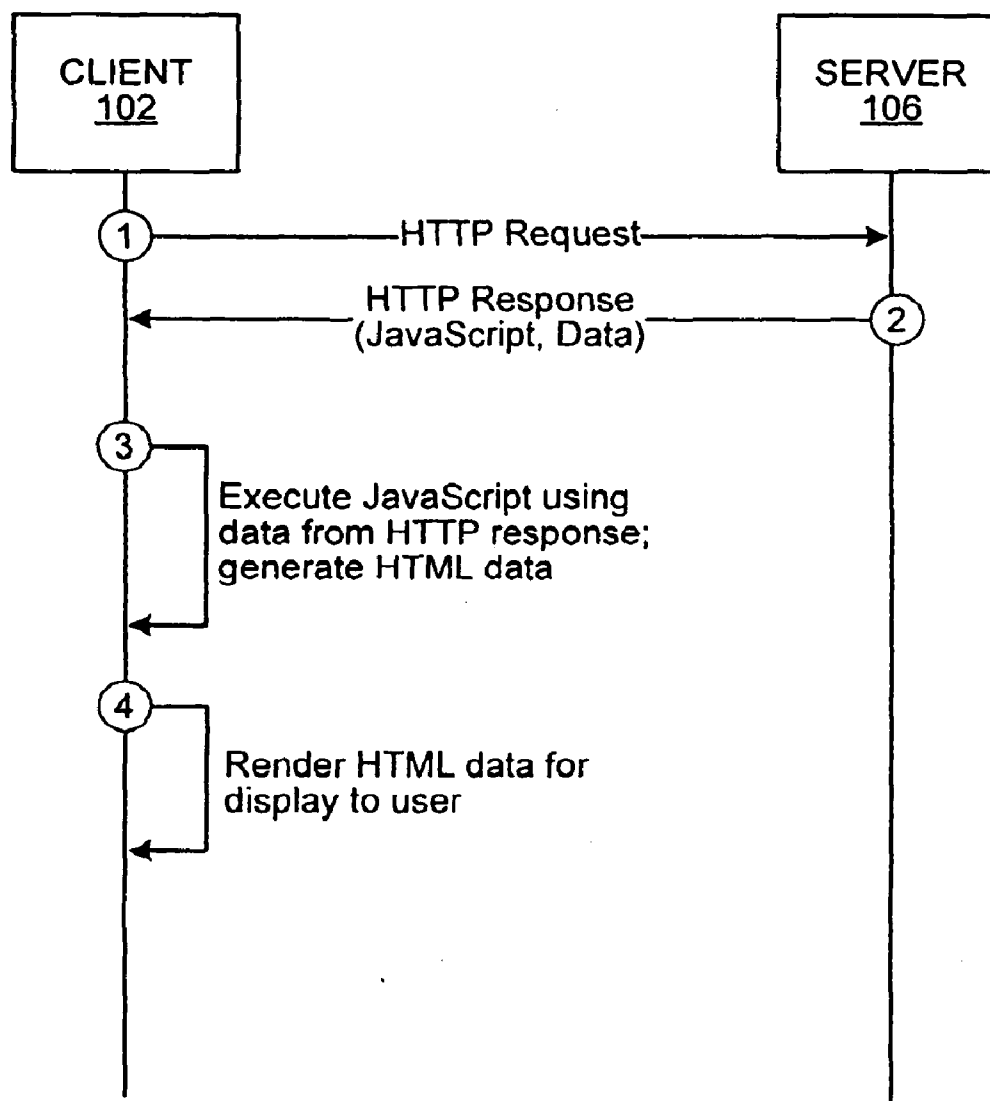 CLIENT
102
SERVER
106
1
HTTP Request
HTTP Response
(JavaScript, Data)
2
3
Execute JavaScript using
data from HTTP response;
generate HTML data
4
Render HTML data for
display to user